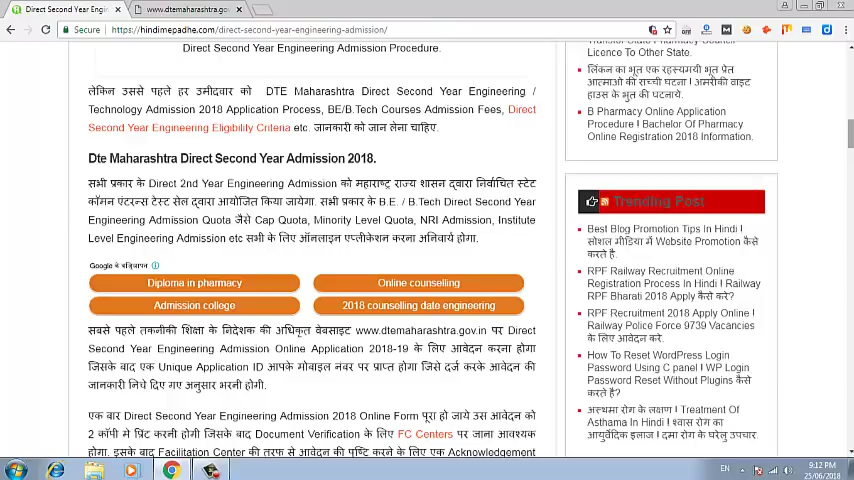 Direct Second Year Engineering
www.dtemaharashtra.gov
Secure
https://hindimepadhe.com/direct-second-year-engineering-admission/
Direct Second Year Engineering Admission Procedure.
लेकिन उससे पहले हर उमीदवार को DTE Maharashtra Direct Second Year Engineering /
Technology Admission 2018 Application Process, BE/B.Tech Courses Admission Fees, Direct
Second Year Engineering Eligibility Criteria etc. जानकारी को जान लेना चाहिए.
Dte Maharashtra Direct Second Year Admission 2018.
सभी प्रकार के Direct 2nd Year Engineering Admission को महाराष्ट्र राज्य शासन द्वारा निर्वाचित स्टेट
कॉमन एंटरन्स टेस्ट सेल द्वारा आयोजित किया जायेगा. सभी प्रकार के B.E. / B.Tech Direct Second Year
Engineering Admission Quota जैसे Cap Quota, Minority Level Quota, NRI Admission, Institute
Level Engineering Admission etc सभी के लिए ऑनलाइन एप्लीकेशन करना अनिवार्य होगा.
Google के विज्ञापन
Diploma in pharmacy
Online counselling
Admission college
2018 counselling date engineering
सबसे पहले तकनीकी शिक्षा के निदेशक की अधिकृत वेबसाइट www.dtemaharashtra.gov.in पर Direct
Second Year Engineering Admission Online Application 2018-19 के लिए आवेदन करना होगा
जिसके बाद एक Unique Application ID आपके मोबाइल नंबर पर प्राप्त होगा जिसे दर्ज करके आवेदन की
जानकारी निचे दिए गए अनुसार भरनी होगी.
एक बार Direct Second Year Engineering Admission 2018 Online Form पूरा हो जाये उस आवेदन को
2 कॉपी मे प्रिंट करनी होगी जिसके बाद Document Verification के लिए FC Centers पर जाना आवश्यक
होगा. इसके बाद Facilitation Center की तरफ से आवेदन की पुष्टि करने के लिए एक Acknowledgement
Licence To Other State.
लिंकन का भूत एक रहस्यमयी भूत प्रेत
आत्माओ की सच्ची घटना ! अमरीकी वाइट
हाउस के भुत की घटनाये.
B Pharmacy Online Application
Procedure ! Bachelor Of Pharmacy
Online Registration 2018 Information.
Trending Post
Best Blog Promotion Tips In Hindi !
सोशल मीडिया में Website Promotion कैसे
करते है.
RPF Railway Recruitment Online
Registration Process In Hindi ! Railway
RPF Bharati 2018 Apply कैसे करे?
RPF Recruitment 2018 Apply Online !
Railway Police Force 9739 Vacancies
के लिए आवेदन करे.
How To Reset WordPress Login
Password Using C panel ! WP Login
Password Reset Without Plugins कैसे
करते है?
अस्थमा रोग के लक्षण ! Treatment Of
Asthama In Hindi ! श्वास रोग का
आयुर्वेदिक इलाज ! दमा रोग के घरेलु उपचार.
EN
9:12 PM
25/06/2018